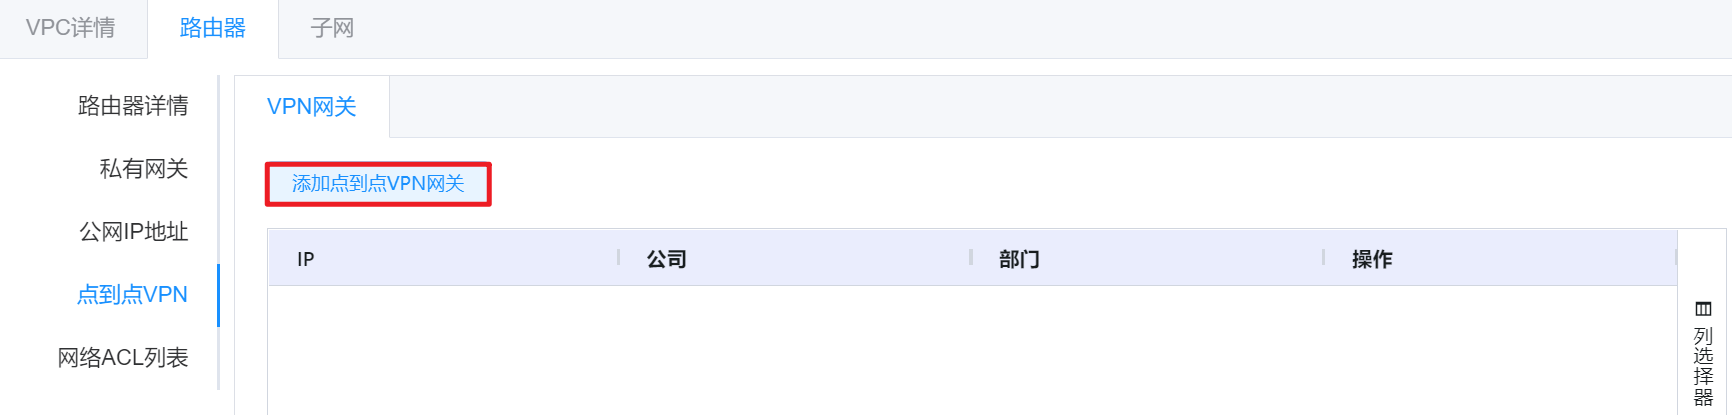 VPC详情 路由器 子网
路由器详情
私有网关
公网IP地址
点到点VPN
网络ACL列表
VPN网关
添加点到点VPN网关
IP 公司 部门 操作
列选择器